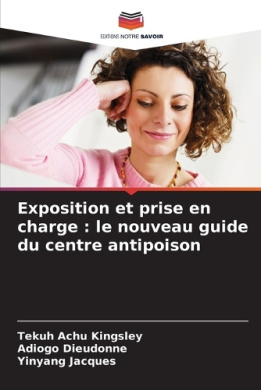 EDITIONS NOTRE SAVOIR
Exposition et prise en
charge : le nouveau guide
du centre antipoison
Tekuh Achu Kingsley
Adiogo Dieudonne
Yinyang Jacques